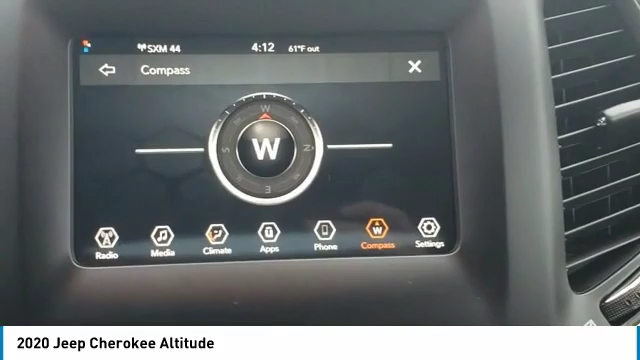 SXM 44 4:12 61°F out
Compass X
W
S W N
E
Radio Media Climate Apps Phone W Compass Settings
2020 Jeep Cherokee Altitude